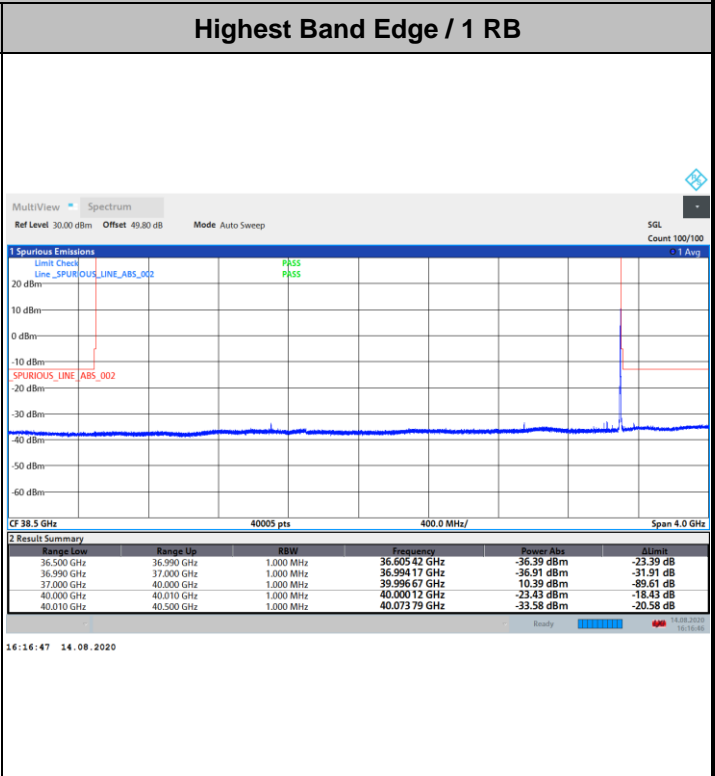 Highest Band Edge / 1 RB
MultiView Spectrum
Ref Level 30.00 dBm Offset 49.80 dB Mode Auto Sweep SGL
Count 100/100
1 Spurious Emissions 1 Avg
Limit Check PASS
Line _SPURIOUS_LINE_ABS_002 PASS
20 dBm
10 dBm
0 dBm
-10 dBm
_SPURIOUS_LINE_ABS_002
-20 dBm
-30 dBm
-40 dBm
-50 dBm
-60 dBm
CF 38.5 GHz 40005 pts 400.0 MHz/ Span 4.0 GHz
2 Result Summary
Range Low Range Up RBW Frequency Power Abs ΔLimit
36.500 GHz 36.990 GHz 1.000 MHz 36.605 42 GHz -36.39 dBm -23.39 dB
36.990 GHz 37.000 GHz 1.000 MHz 36.994 17 GHz -36.91 dBm -31.91 dB
37.000 GHz 40.000 GHz 1.000 MHz 39.996 67 GHz 10.39 dBm -89.61 dB
40.000 GHz 40.010 GHz 1.000 MHz 40.000 12 GHz -23.43 dBm -18.43 dB
40.010 GHz 40.500 GHz 1.000 MHz 40.073 79 GHz -33.58 dBm -20.58 dB
Ready 14.08.2020
16:16:46
16:16:47 14.08.2020